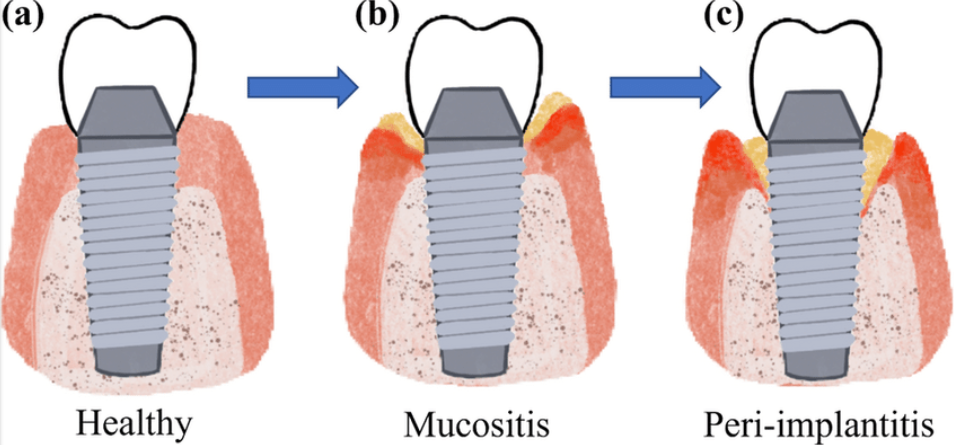 (a)
(b)
(c)
Healthy
Mucositis
Peri-implantitis